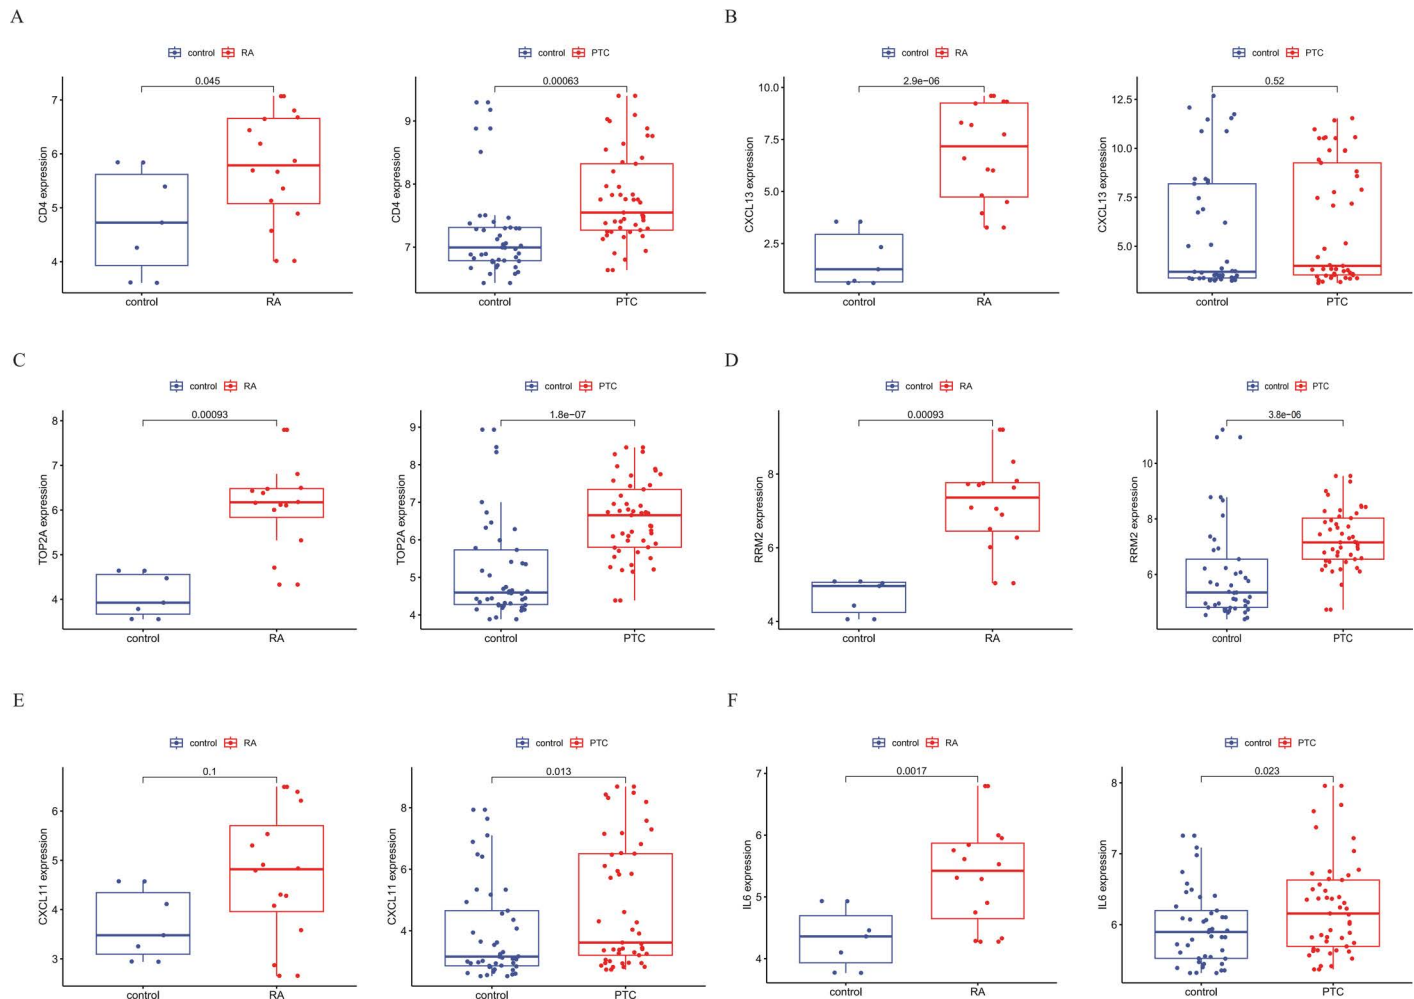 A
B
control RA
control PTC
control RA
control PTC
0.045
0.00063
2.9e−06
0.52
CD4 expression
7
6
5
4
control RA
CD4 expression
9
8
7
control PTC
CXCL13 expression
10.0
7.5
5.0
2.5
control RA
CXCL13 expression
12.5
10.0
7.5
5.0
control PTC
C
D
control RA
control PTC
control RA
control PTC
0.00093
1.8e−07
0.00093
3.8e−06
TOP2A expression
8
7
6
5
4
control RA
TOP2A expression
9
8
7
6
5
4
control PTC
RRM2 expression
8
6
4
control RA
RRM2 expression
10
8
6
control PTC
E
F
control RA
control PTC
control RA
control PTC
0.1
0.013
0.0017
0.023
CXCL11 expression
6
5
4
3
control RA
CXCL11 expression
8
6
4
control PTC
IL6 expression
7
6
5
4
control RA
IL6 expression
8
7
6
control PTC